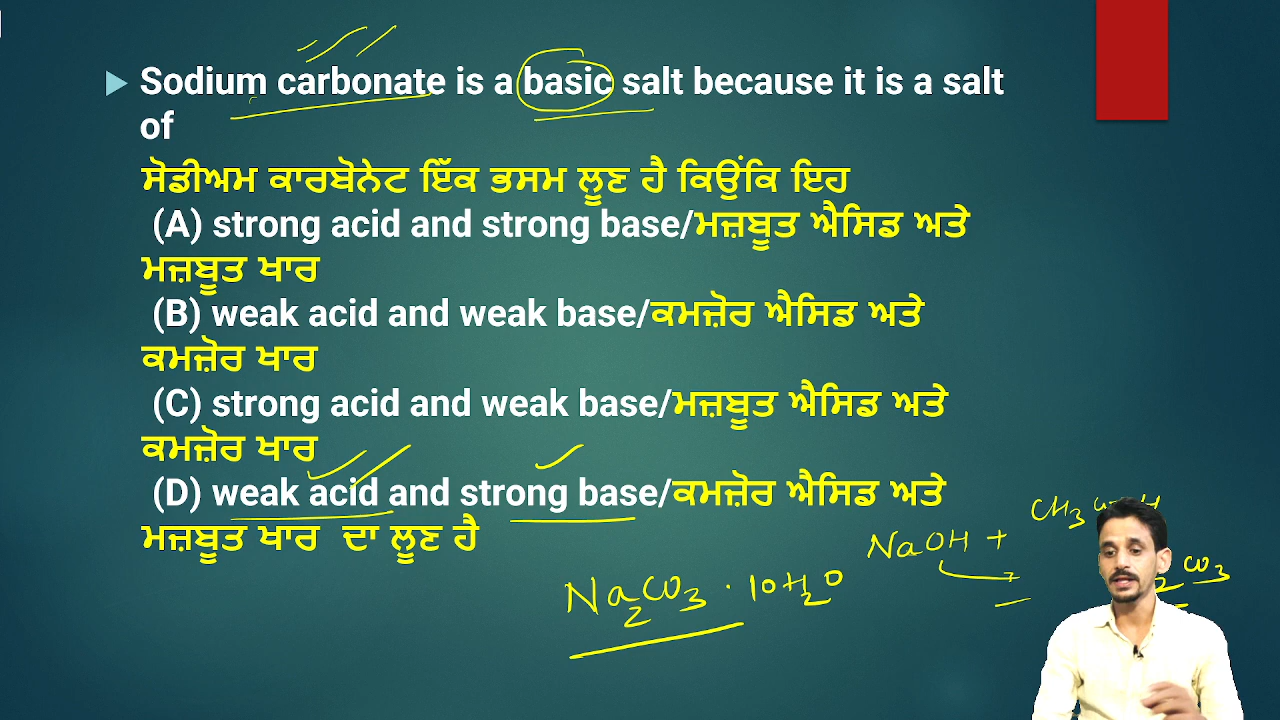 Sodium carbonate is a basic salt because it is a salt
of
ਸੋਡੀਅਮ ਕਾਰਬੋਨੇਟ ਇੱਕ ਭਸਮ ਲੂਣ ਹੈ ਕਿਉਂਕਿ ਇਹ
(A) strong acid and strong base/ਮਜ਼ਬੂਤ ਐਸਿਡ ਅਤੇ
ਮਜ਼ਬੂਤ ਖਾਰ
(B) weak acid and weak base/ਕਮਜ਼ੋਰ ਐਸਿਡ ਅਤੇ
ਕਮਜ਼ੋਰ ਖਾਰ
(C) strong acid and weak base/ਮਜ਼ਬੂਤ ਐਸਿਡ ਅਤੇ
ਕਮਜ਼ੋਰ ਖਾਰ
(D) weak acid and strong base/ਕਮਜ਼ੋਰ ਐਸਿਡ ਅਤੇ
ਮਜ਼ਬੂਤ ਖਾਰ ਦਾ ਲੂਣ ਹੈ
NaOH +
Na₂CO₃ · 10H₂O